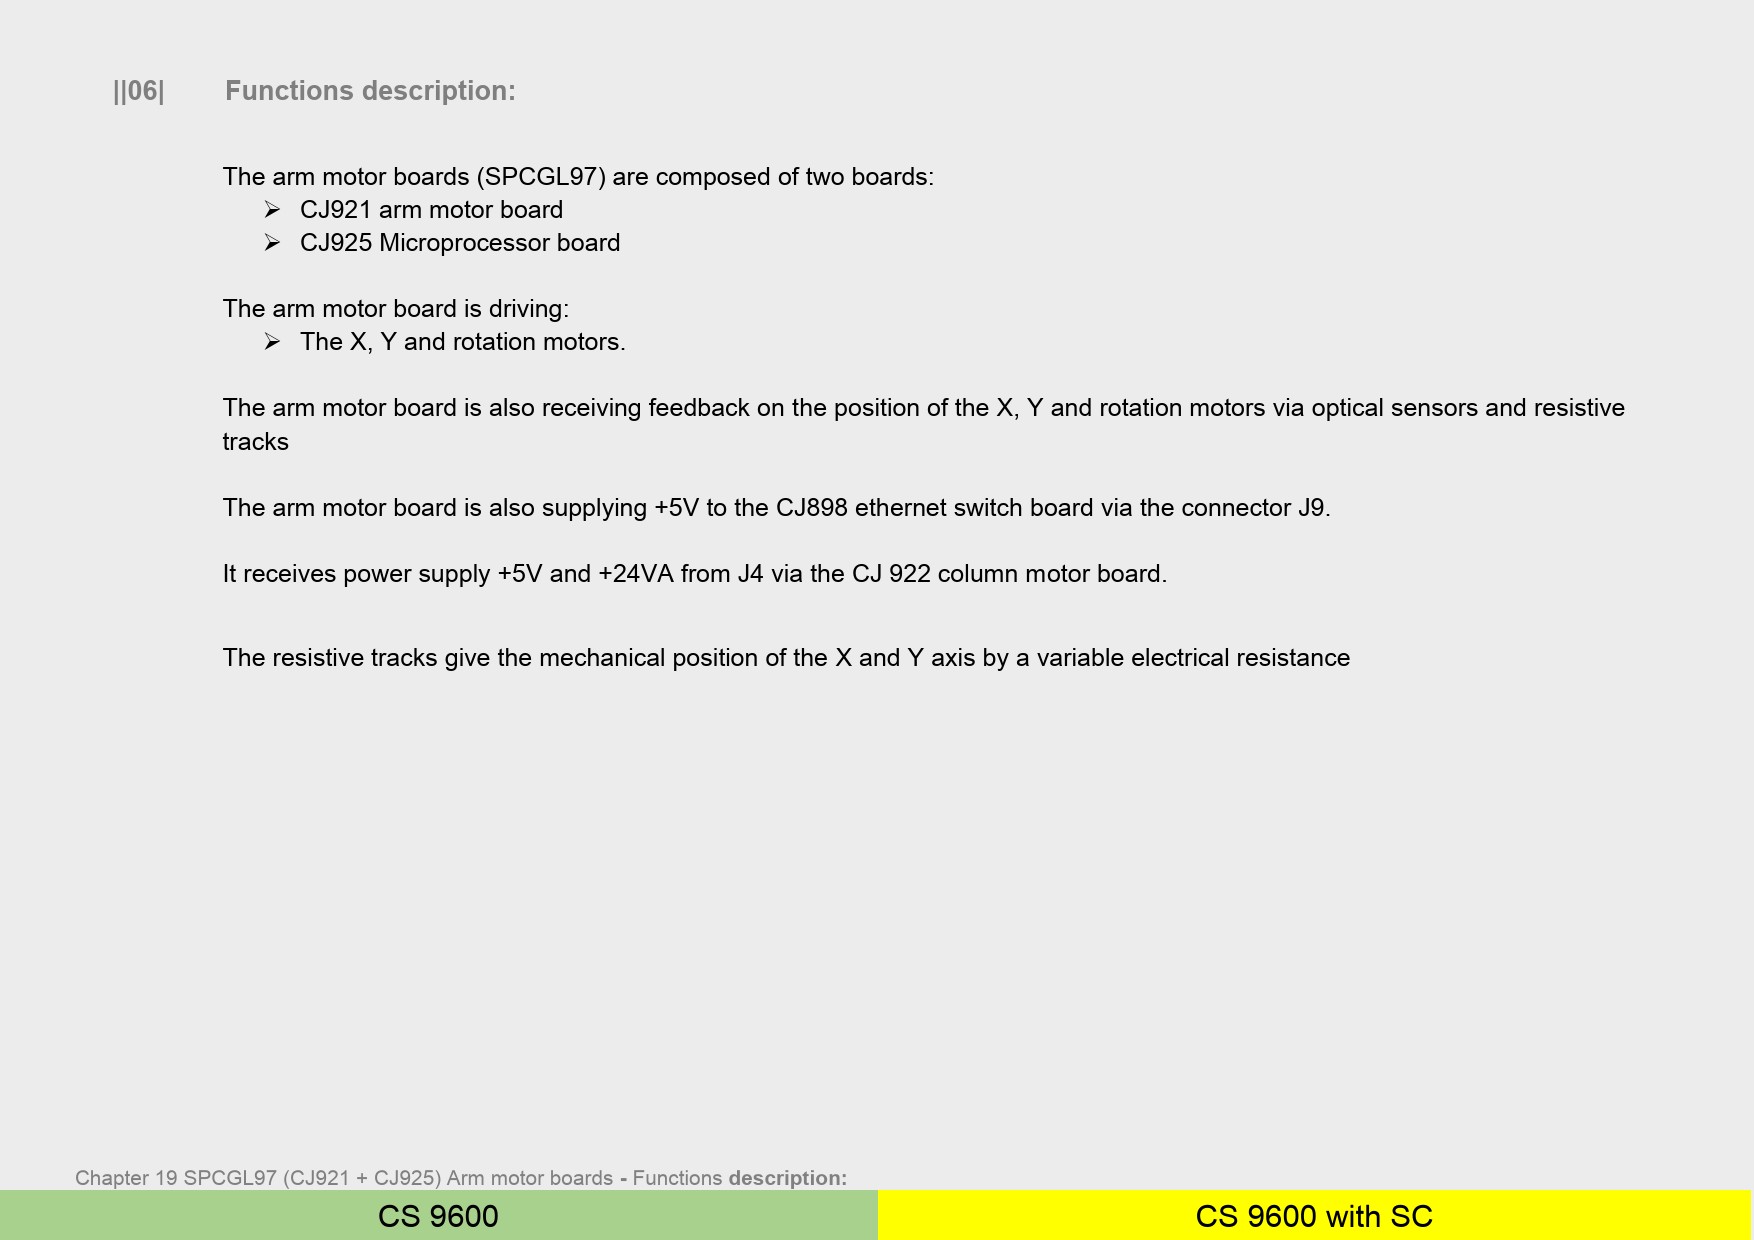 ||06| Functions description:
The arm motor boards (SPCGL97) are composed of two boards:
➢ CJ921 arm motor board
➢ CJ925 Microprocessor board
The arm motor board is driving:
➢ The X, Y and rotation motors.
The arm motor board is also receiving feedback on the position of the X, Y and rotation motors via optical sensors and resistive
tracks
The arm motor board is also supplying +5V to the CJ898 ethernet switch board via the connector J9.
It receives power supply +5V and +24VA from J4 via the CJ 922 column motor board.
The resistive tracks give the mechanical position of the X and Y axis by a variable electrical resistance
Chapter 19 SPCGL97 (CJ921 + CJ925) Arm motor boards - Functions description:
CS 9600 CS 9600 with SC